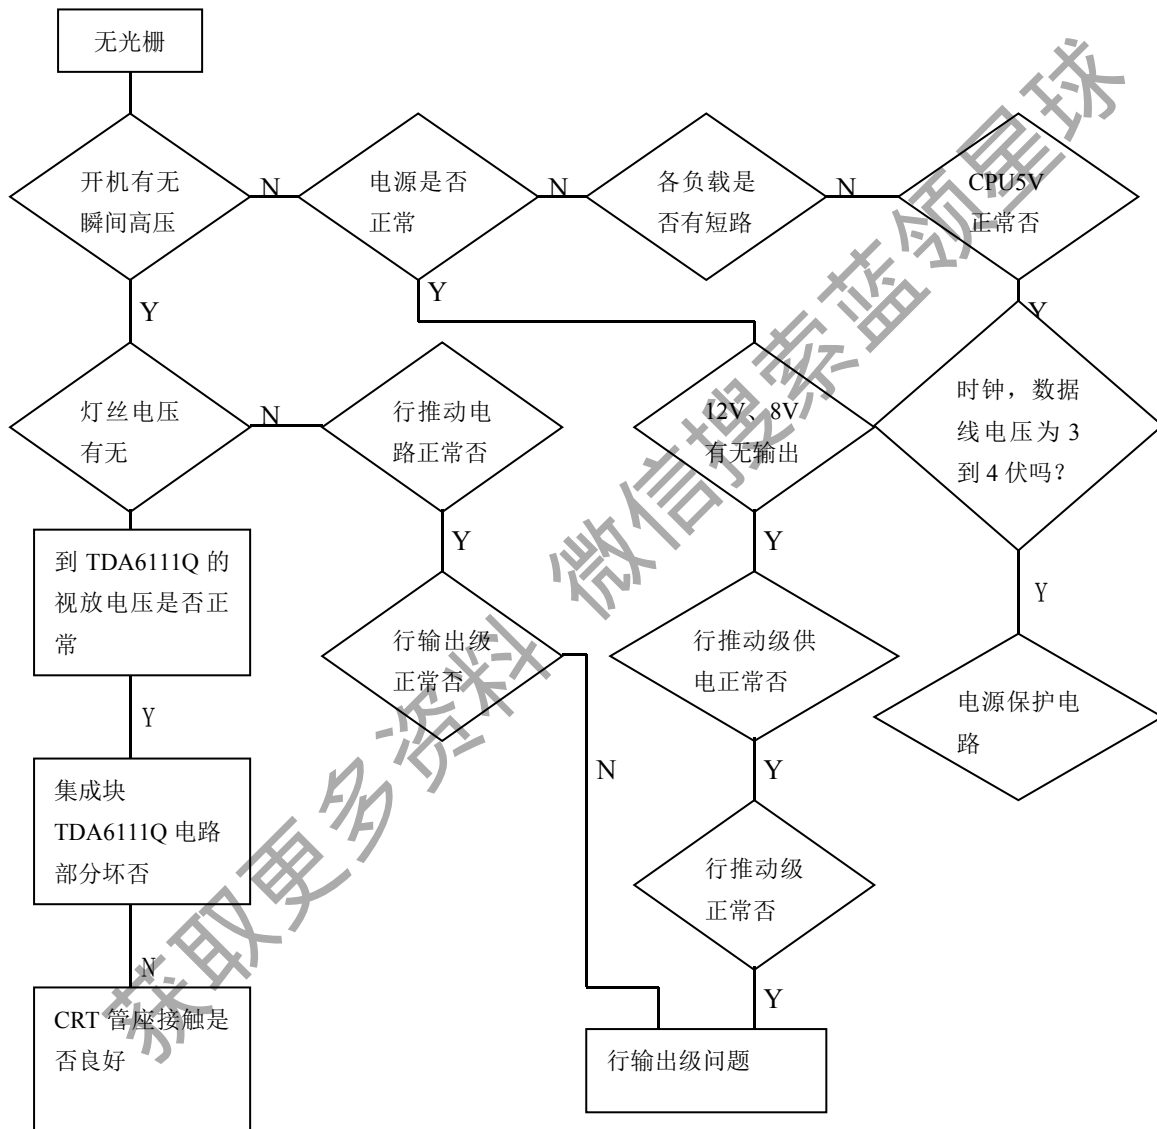 无光栅
开机有无
瞬间高压
N
电源是否
正常
N
各负载是
否有短路
N
CPU5V
正常否
Y
Y
Y
灯丝电压
有无
N
行推动电
路正常否
12V、8V
有无输出
时钟，数据
线电压为 3
到 4 伏吗？
Y
Y
Y
到 TDA6111Q 的
视放电压是否正
常
行输出级
正常否
行推动级供
电正常否
电源保护电
路
Y
N
Y
集成块
TDA6111Q 电路
部分坏否
行推动级
正常否
N
Y
CRT 管座接触是
否良好
行输出级问题
获取更多资料 微信搜索蓝领星球